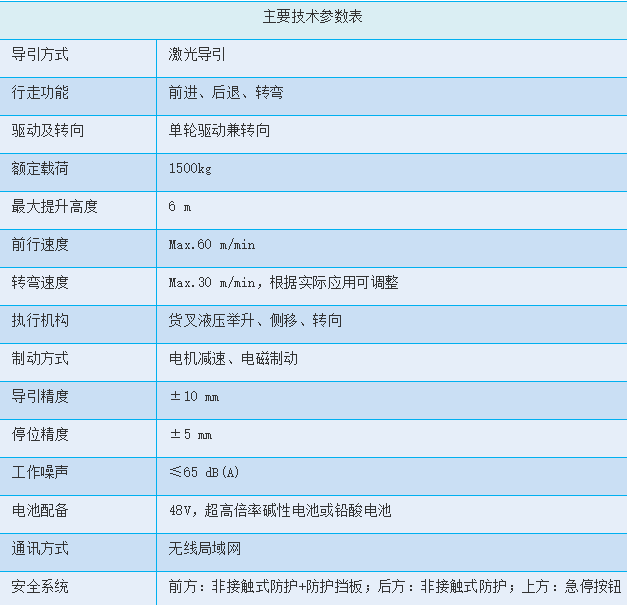 主要技术参数表
导引方式 激光导引
行走功能 前进、后退、转弯
驱动及转向 单轮驱动兼转向
额定载荷 1500kg
最大提升高度 6 m
前行速度 Max.60 m/min
转弯速度 Max.30 m/min，根据实际应用可调整
执行机构 货叉液压举升、侧移、转向
制动方式 电机减速、电磁制动
导引精度 ±10 mm
停位精度 ±5 mm
工作噪声 ≤65 dB(A)
电池配备 48V，超高倍率碱性电池或铅酸电池
通讯方式 无线局域网
安全系统 前方：非接触式防护+防护挡板；后方：非接触式防护；上方：急停按钮